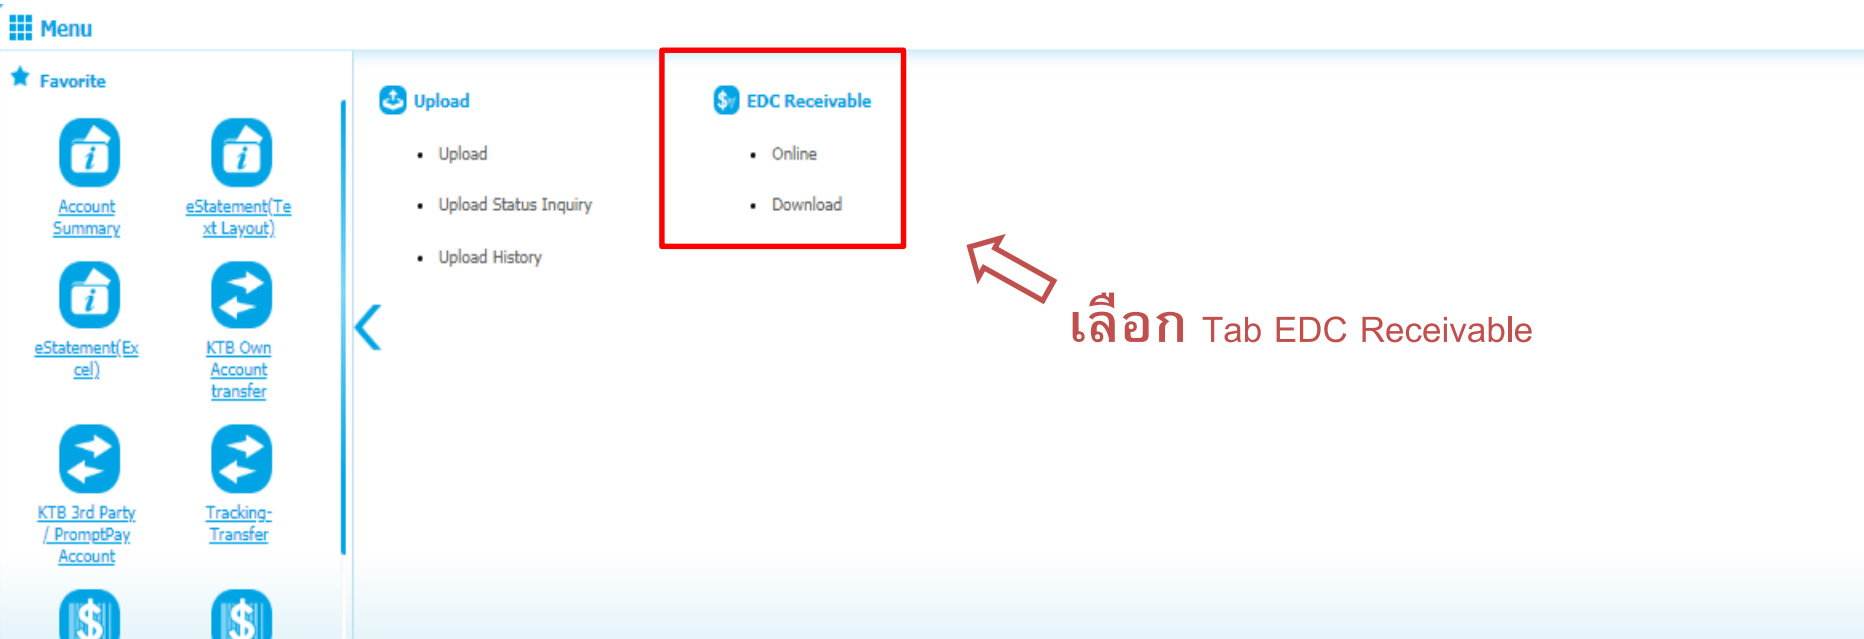 Menu
Favorite
Account
Summary
eStatement(Te
xt Layout)
eStatement(Ex
cel)
KTB Own
Account
transfer
KTB 3rd Party
/ PromptPay
Account
Tracking-
Transfer
Upload
• Upload
• Upload Status Inquiry
• Upload History
EDC Receivable
• Online
• Download
เลือก Tab EDC Receivable